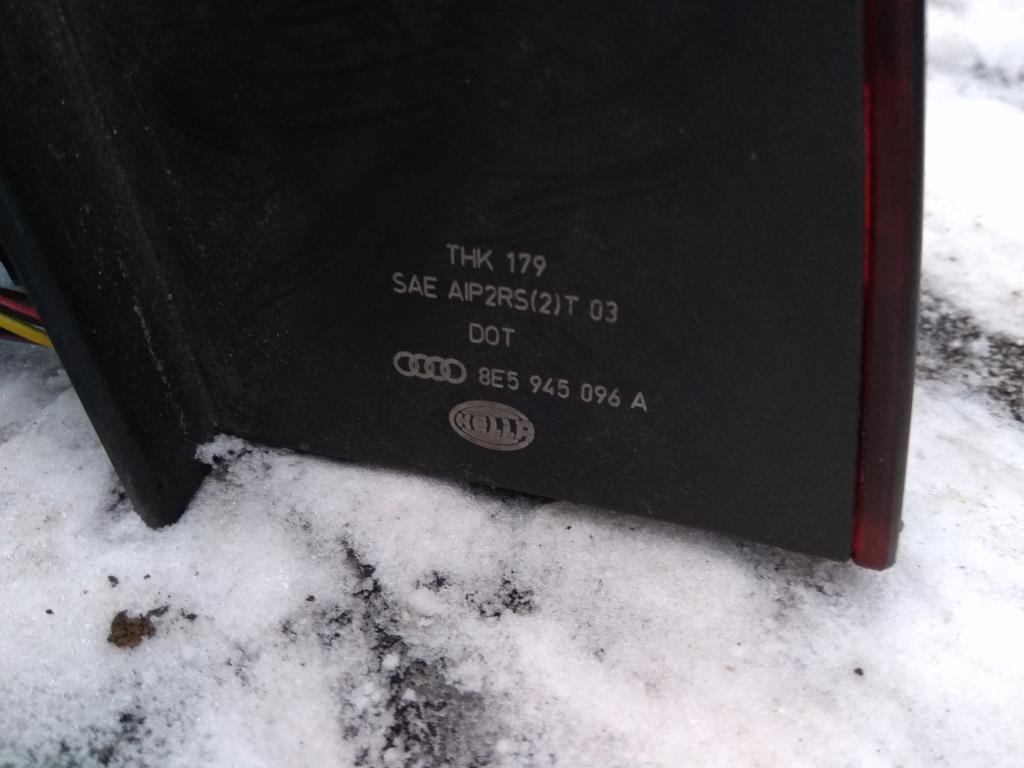 THK 179
SAE AIP2RS(2)T 03
DOT
8E5 945 096 A
HELLA